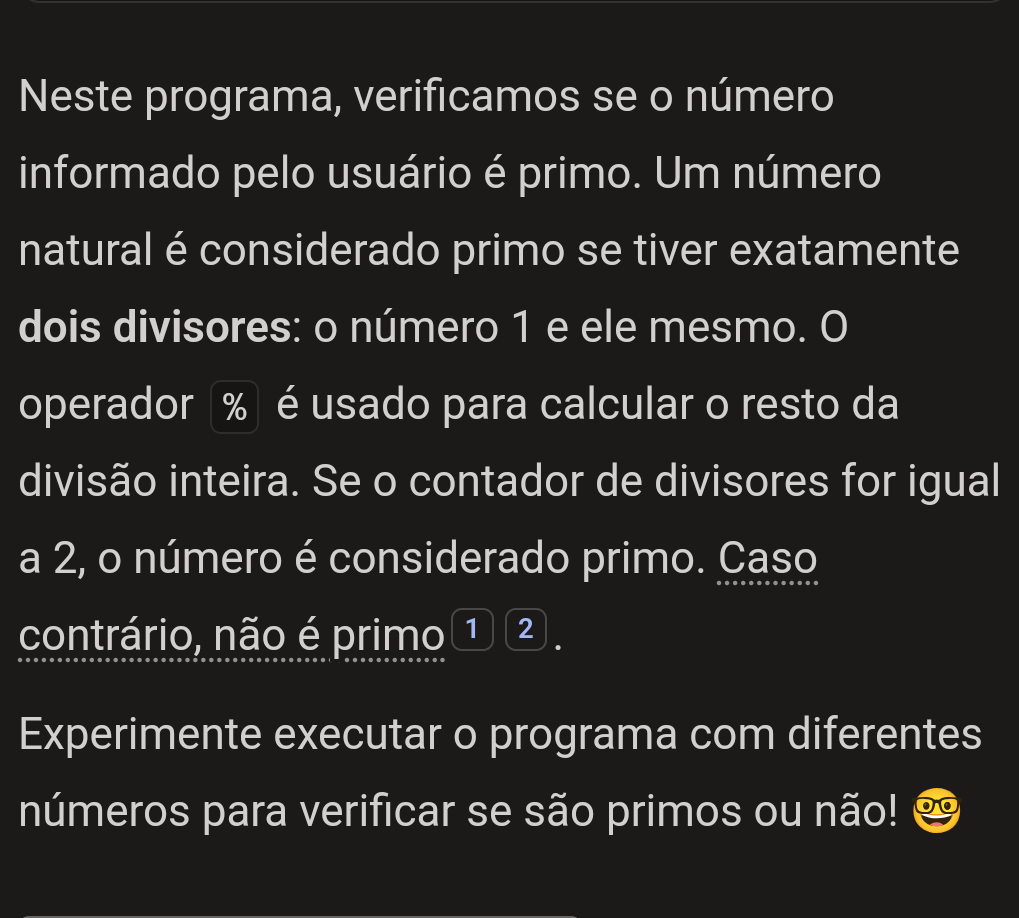 Neste programa, verificamos se o número
informado pelo usuário é primo. Um número
natural é considerado primo se tiver exatamente
dois divisores: o número 1 e ele mesmo. O
operador % é usado para calcular o resto da
divisão inteira. Se o contador de divisores for igual
a 2, o número é considerado primo. Caso
contrário, não é primo 1 2 .
Experimente executar o programa com diferentes
números para verificar se são primos ou não! 🤓